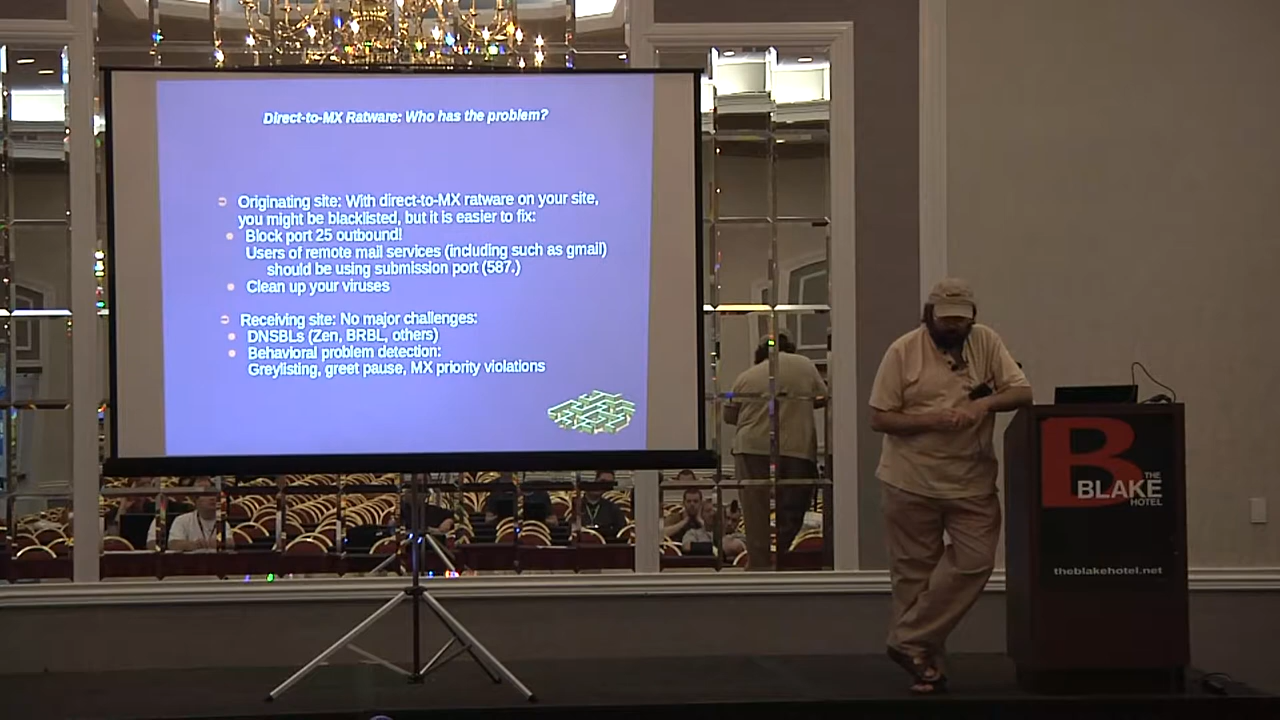 Direct-to-MX Ratware: Who has the problem?
Originating site: With direct-to-MX ratware on your site,
you might be blacklisted, but it is easier to fix:
Block port 25 outbound!
Users of remote mail services (including such as gmail)
should be using submission port (587.)
Clean up your viruses
Receiving site: No major challenges:
DNSBLs (Zen, BRBL, others)
Behavioral problem detection:
Greylisting, greet pause, MX priority violations
B
THE
BLAKE
HOTEL
theblakehotel.net